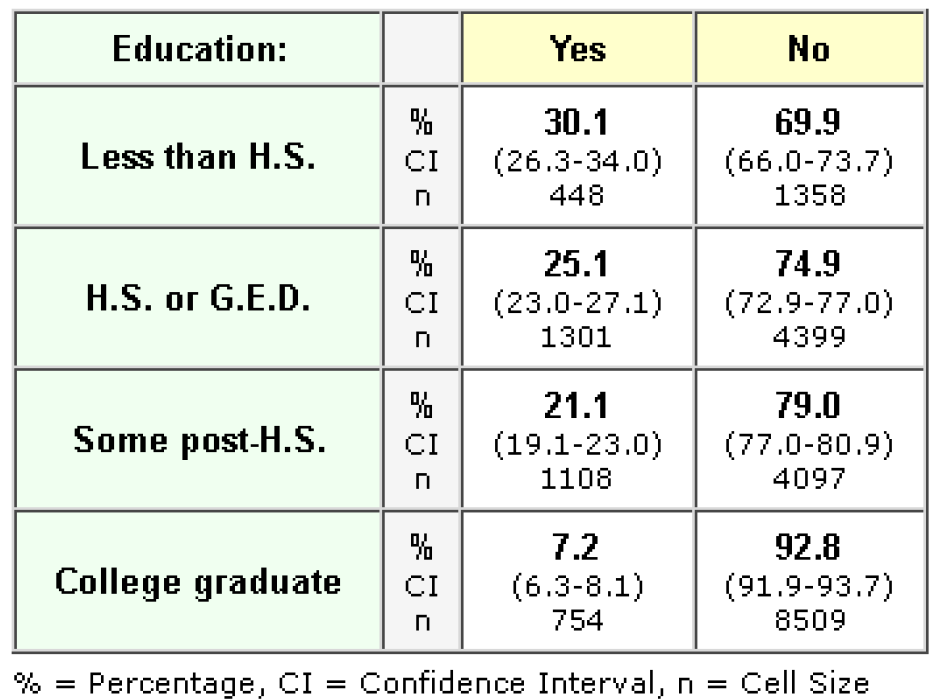 Education: Yes No
Less than H.S. % 30.1 69.9
CI (26.3-34.0) (66.0-73.7)
n 448 1358
H.S. or G.E.D. % 25.1 74.9
CI (23.0-27.1) (72.9-77.0)
n 1301 4399
Some post-H.S. % 21.1 79.0
CI (19.1-23.0) (77.0-80.9)
n 1108 4097
College graduate % 7.2 92.8
CI (6.3-8.1) (91.9-93.7)
n 754 8509
% = Percentage, CI = Confidence Interval, n = Cell Size